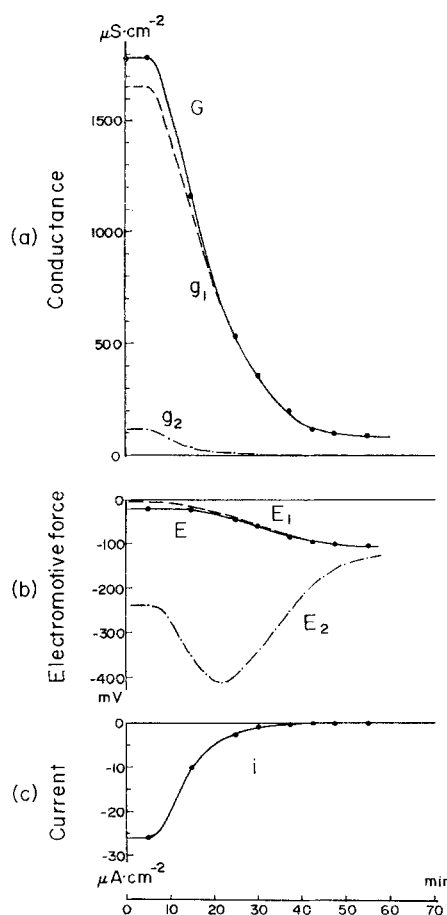 μS·cm⁻²
1500
1000
500
0
(a)
Conductance
G
g₁
g₂
0
-100
-200
-300
-400
mV
(b)
Electromotive force
E
E₁
E₂
0
-10
-20
-30
μA·cm⁻²
(c)
Current
i
min
0 10 20 30 40 50 60 70